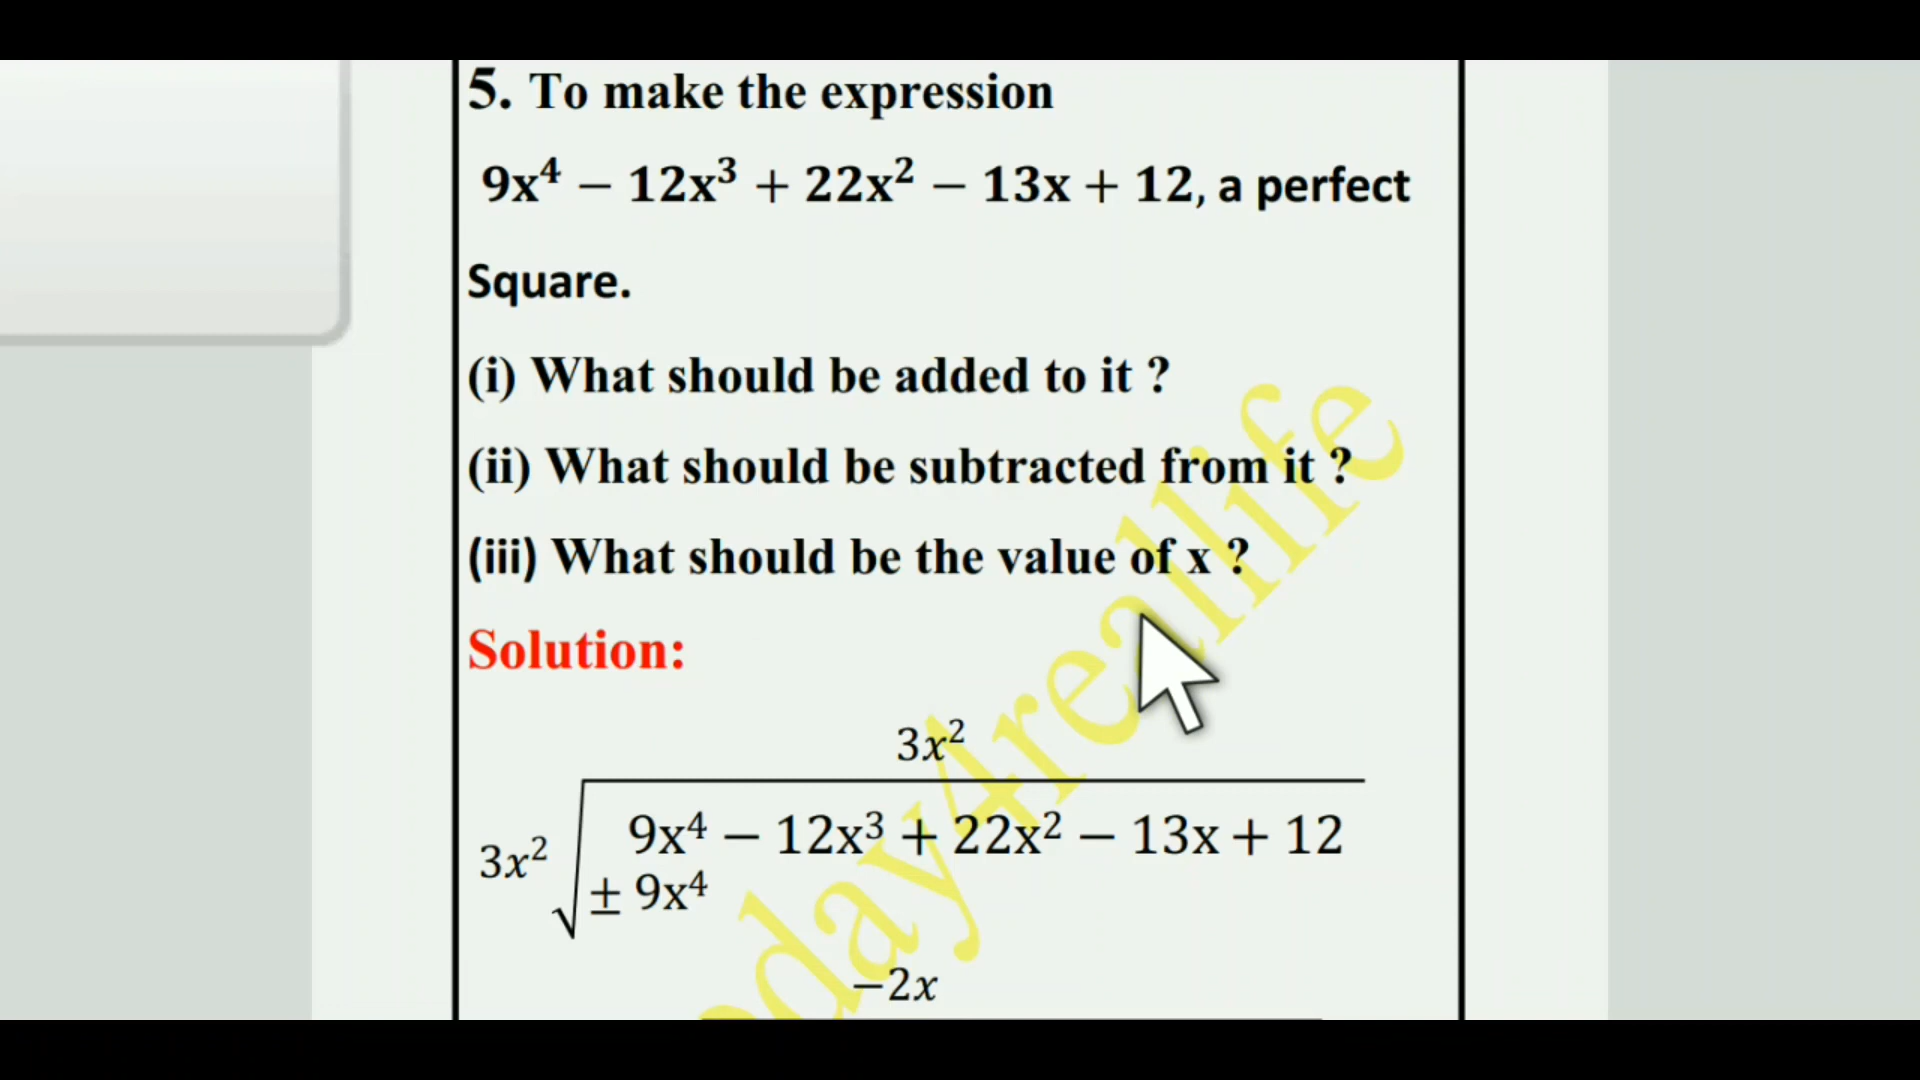 5. To make the expression
9x⁴ − 12x³ + 22x² − 13x + 12, a perfect
Square.
(i) What should be added to it ?
(ii) What should be subtracted from it ?
(iii) What should be the value of x ?
Solution:
3x²
3x² √ 9x⁴ − 12x³ + 22x² − 13x + 12
± 9x⁴
−2x
day4reallife